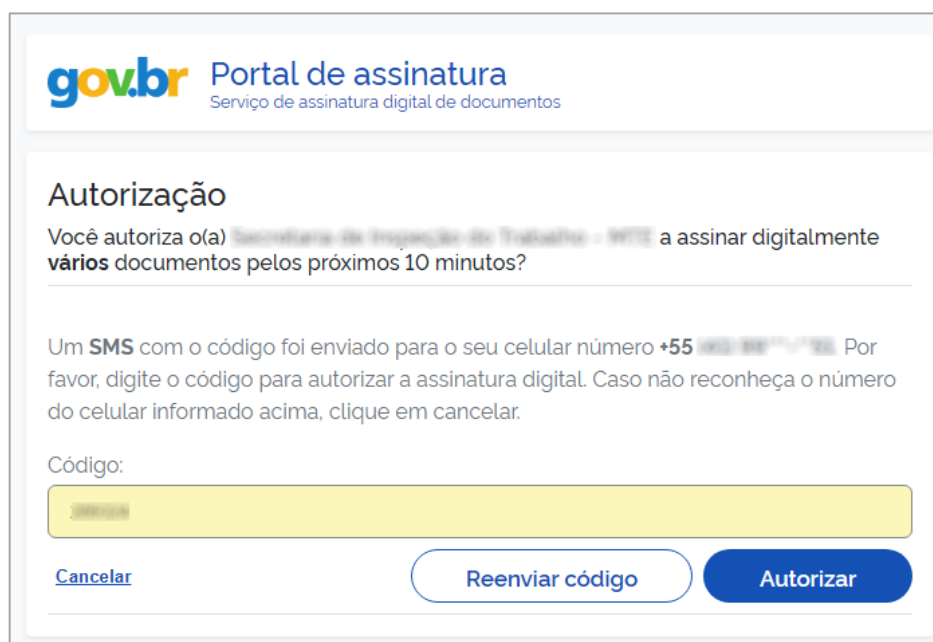 gov.br
Portal de assinatura
Serviço de assinatura digital de documentos
Autorização
Você autoriza o(a) a assinar digitalmente
vários documentos pelos próximos 10 minutos?
Um SMS com o código foi enviado para o seu celular número +55 Por
favor, digite o código para autorizar a assinatura digital. Caso não reconheça o número
do celular informado acima, clique em cancelar.
Código:
Cancelar
Reenviar código
Autorizar